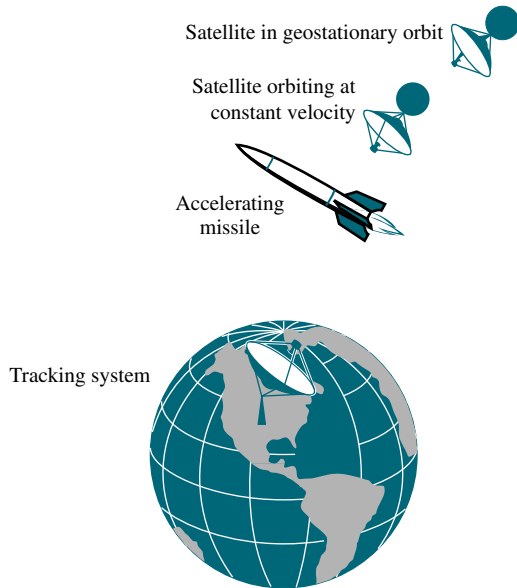 Satellite in geostationary orbit
Satellite orbiting at
constant velocity
Accelerating
missile
Tracking system